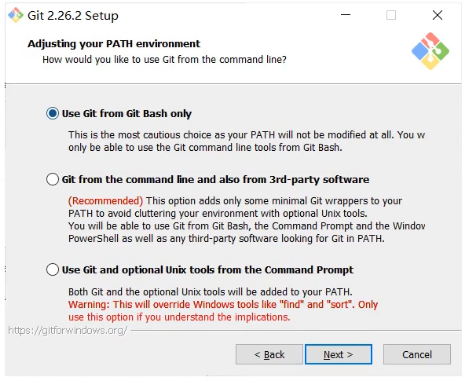 Git 2.26.2 Setup
Adjusting your PATH environment
How would you like to use Git from the command line?
Use Git from Git Bash only
This is the most cautious choice as your PATH will not be modified at all. You w
only be able to use the Git command line tools from Git Bash.
Git from the command line and also from 3rd-party software
(Recommended) This option adds only some minimal Git wrappers to your
PATH to avoid cluttering your environment with optional Unix tools.
You will be able to use Git from Git Bash, the Command Prompt and the Window
PowerShell as well as any third-party software looking for Git in PATH.
Use Git and optional Unix tools from the Command Prompt
Both Git and the optional Unix tools will be added to your PATH.
Warning: This will override Windows tools like "find" and "sort". Only
use this option if you understand the implications.
https://gitforwindows.org/
< Back
Next >
Cancel